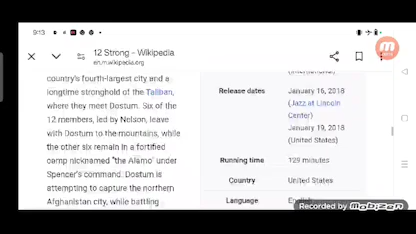 9:13
12 Strong – Wikipedia
en.m.wikipedia.org
country's fourth-largest city and a
longtime stronghold of the Taliban,
where they meet Dostum. Six of the
12 members, led by Nelson, leave
with Dostum to the mountains, while
the other six remain in a fortified
camp nicknamed "the Alamo" under
Spencer's command. Dostum is
attempting to capture the northern
Afghanistan city, while battling
Release dates
January 16, 2018
(Jazz at Lincoln
Center)
January 19, 2018
(United States)
Running time
129 minutes
Country
United States
Language
English
Recorded by Mobizen